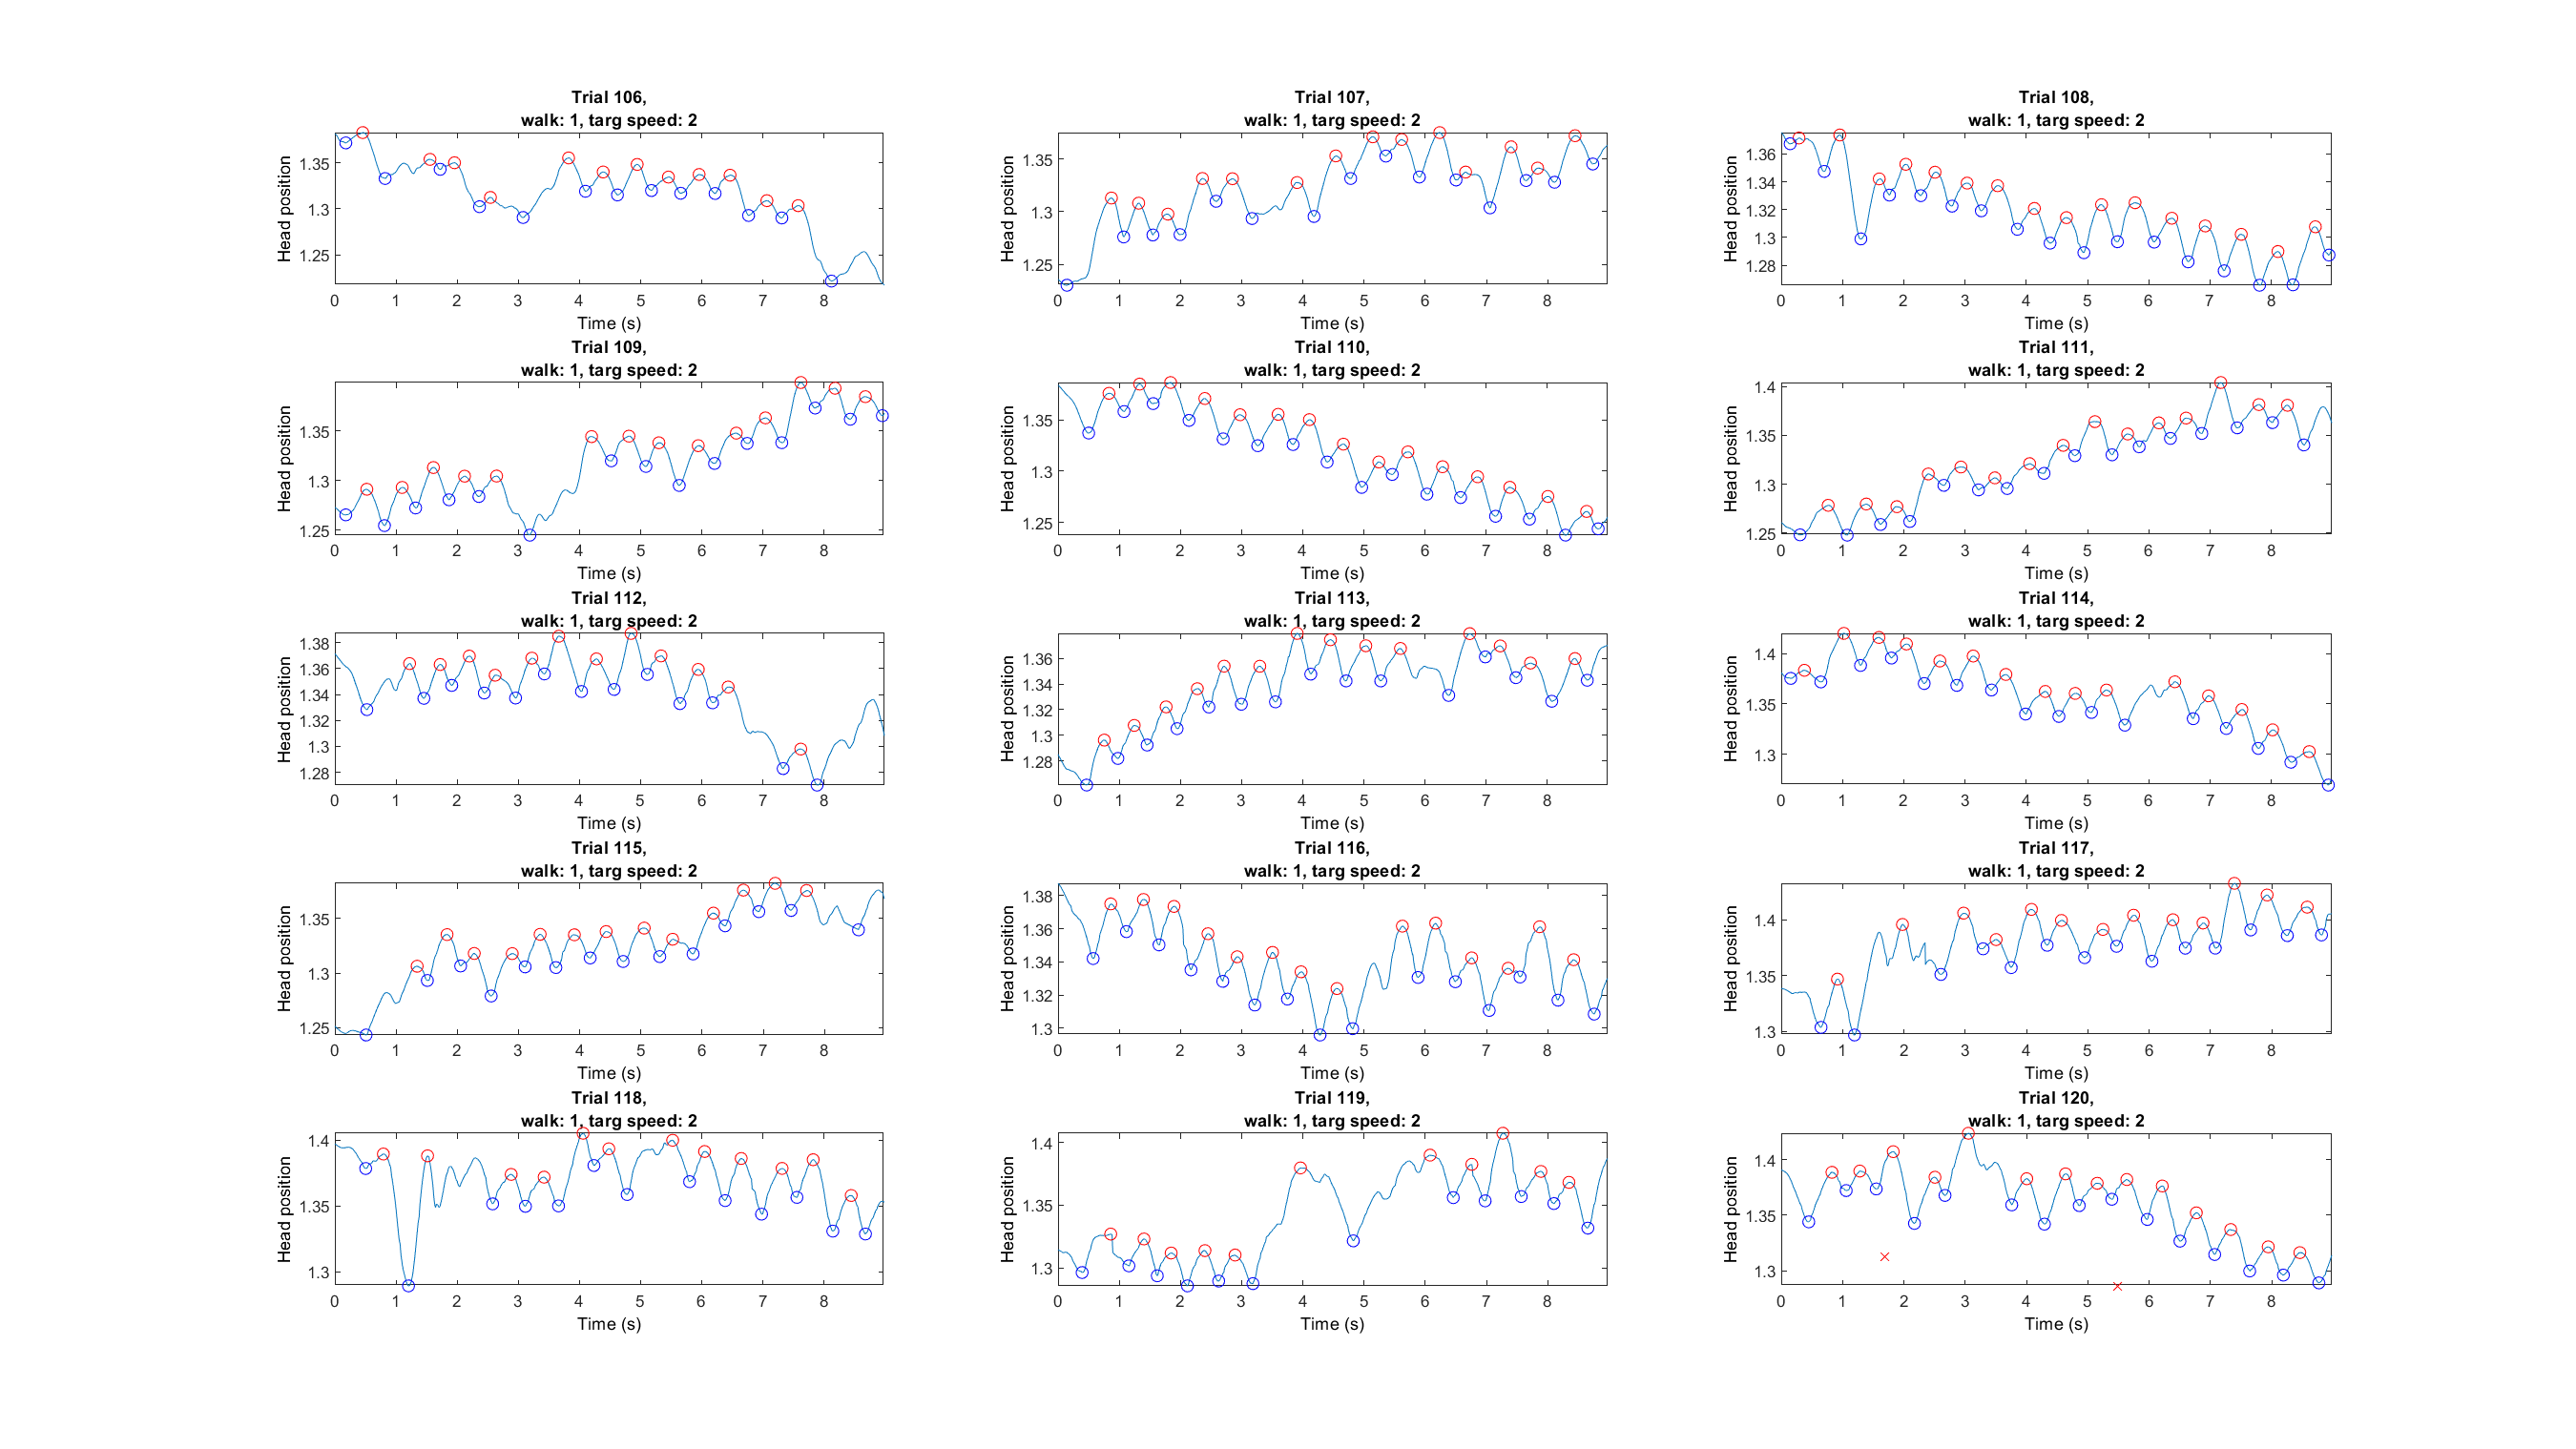 Trial 106,
walk: 1, targ speed: 2
Head position
1.35
1.3
1.25
0 1 2 3 4 5 6 7 8
Time (s)
Trial 107,
walk: 1, targ speed: 2
Head position
1.35
1.3
1.25
0 1 2 3 4 5 6 7 8
Time (s)
Trial 108,
walk: 1, targ speed: 2
Head position
1.36
1.34
1.32
1.3
1.28
0 1 2 3 4 5 6 7 8
Time (s)
Trial 109,
walk: 1, targ speed: 2
Head position
1.35
1.3
1.25
0 1 2 3 4 5 6 7 8
Time (s)
Trial 110,
walk: 1, targ speed: 2
Head position
1.35
1.3
1.25
0 1 2 3 4 5 6 7 8
Time (s)
Trial 111,
walk: 1, targ speed: 2
Head position
1.4
1.35
1.3
1.25
0 1 2 3 4 5 6 7 8
Time (s)
Trial 112,
walk: 1, targ speed: 2
Head position
1.38
1.36
1.34
1.32
1.3
1.28
0 1 2 3 4 5 6 7 8
Time (s)
Trial 113,
walk: 1, targ speed: 2
Head position
1.36
1.34
1.32
1.3
1.28
0 1 2 3 4 5 6 7 8
Time (s)
Trial 114,
walk: 1, targ speed: 2
Head position
1.4
1.35
1.3
0 1 2 3 4 5 6 7 8
Time (s)
Trial 115,
walk: 1, targ speed: 2
Head position
1.35
1.3
1.25
0 1 2 3 4 5 6 7 8
Time (s)
Trial 116,
walk: 1, targ speed: 2
Head position
1.38
1.36
1.34
1.32
1.3
0 1 2 3 4 5 6 7 8
Time (s)
Trial 117,
walk: 1, targ speed: 2
Head position
1.4
1.35
1.3
0 1 2 3 4 5 6 7 8
Time (s)
Trial 118,
walk: 1, targ speed: 2
Head position
1.4
1.35
1.3
0 1 2 3 4 5 6 7 8
Time (s)
Trial 119,
walk: 1, targ speed: 2
Head position
1.4
1.35
1.3
0 1 2 3 4 5 6 7 8
Time (s)
Trial 120,
walk: 1, targ speed: 2
Head position
1.4
1.35
1.3
0 1 2 3 4 5 6 7 8
Time (s)